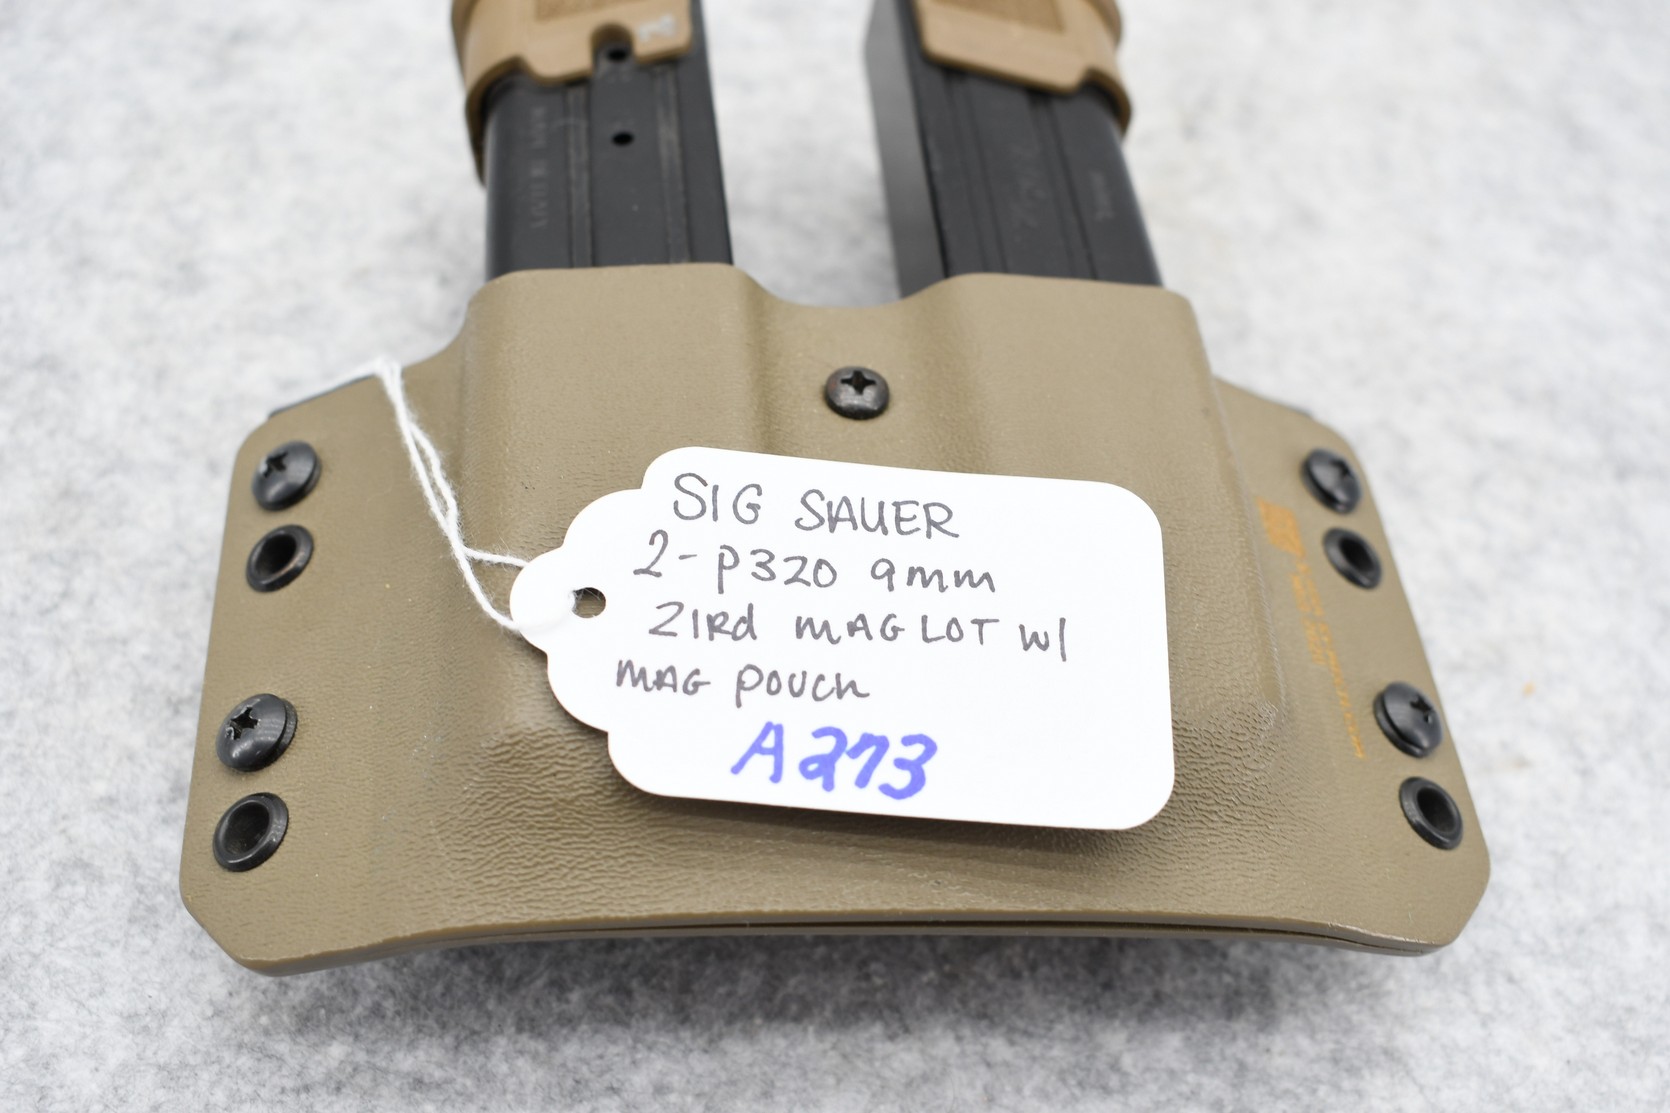 SIG SAUER
2-P320 9mm
21Rd MAG LOT W/
MAG POUCH
A273